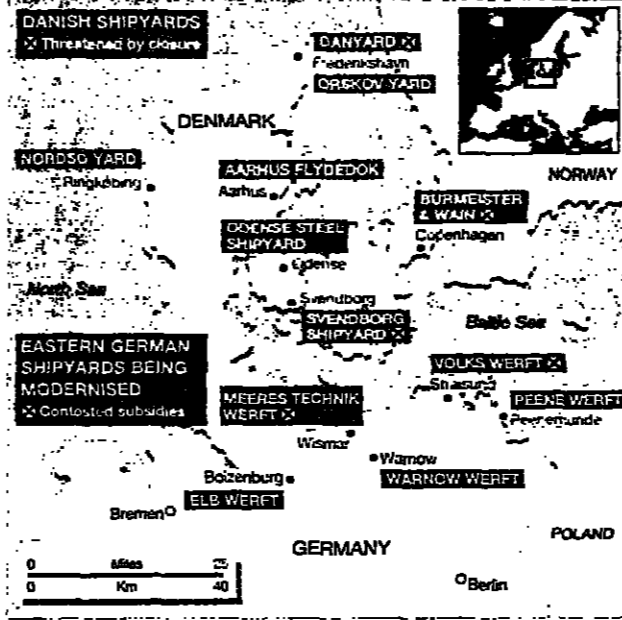 DANISH SHIPYARDS
⊠ Threatened by closure
DANYARD ⊠
Frederikshavn
ORSKOV YARD
DENMARK
NORDSO YARD
Ringkobing
AARHUS FLYDEDOK
Aarhus
NORWAY
BURMEISTER
& WAIN ⊠
Copenhagen
ODENSE STEEL
SHIPYARD
Odense
North Sea
Svendborg
SVENDBORG
SHIPYARD ⊠
Baltic Sea
EASTERN GERMAN
SHIPYARDS BEING
MODERNISED
⊠ Contested subsidies
VOLKS WERFT ⊠
Stralsund
MEERES TECHNIK
WERFT ⊠
PEENE WERFT
Peenemunde
Wismar
Warnow
WARNOW WERFT
Boizenburg
ELB WERFT
Bremen
GERMANY
POLAND
0 Miles 25
0 Km 40
Berlin